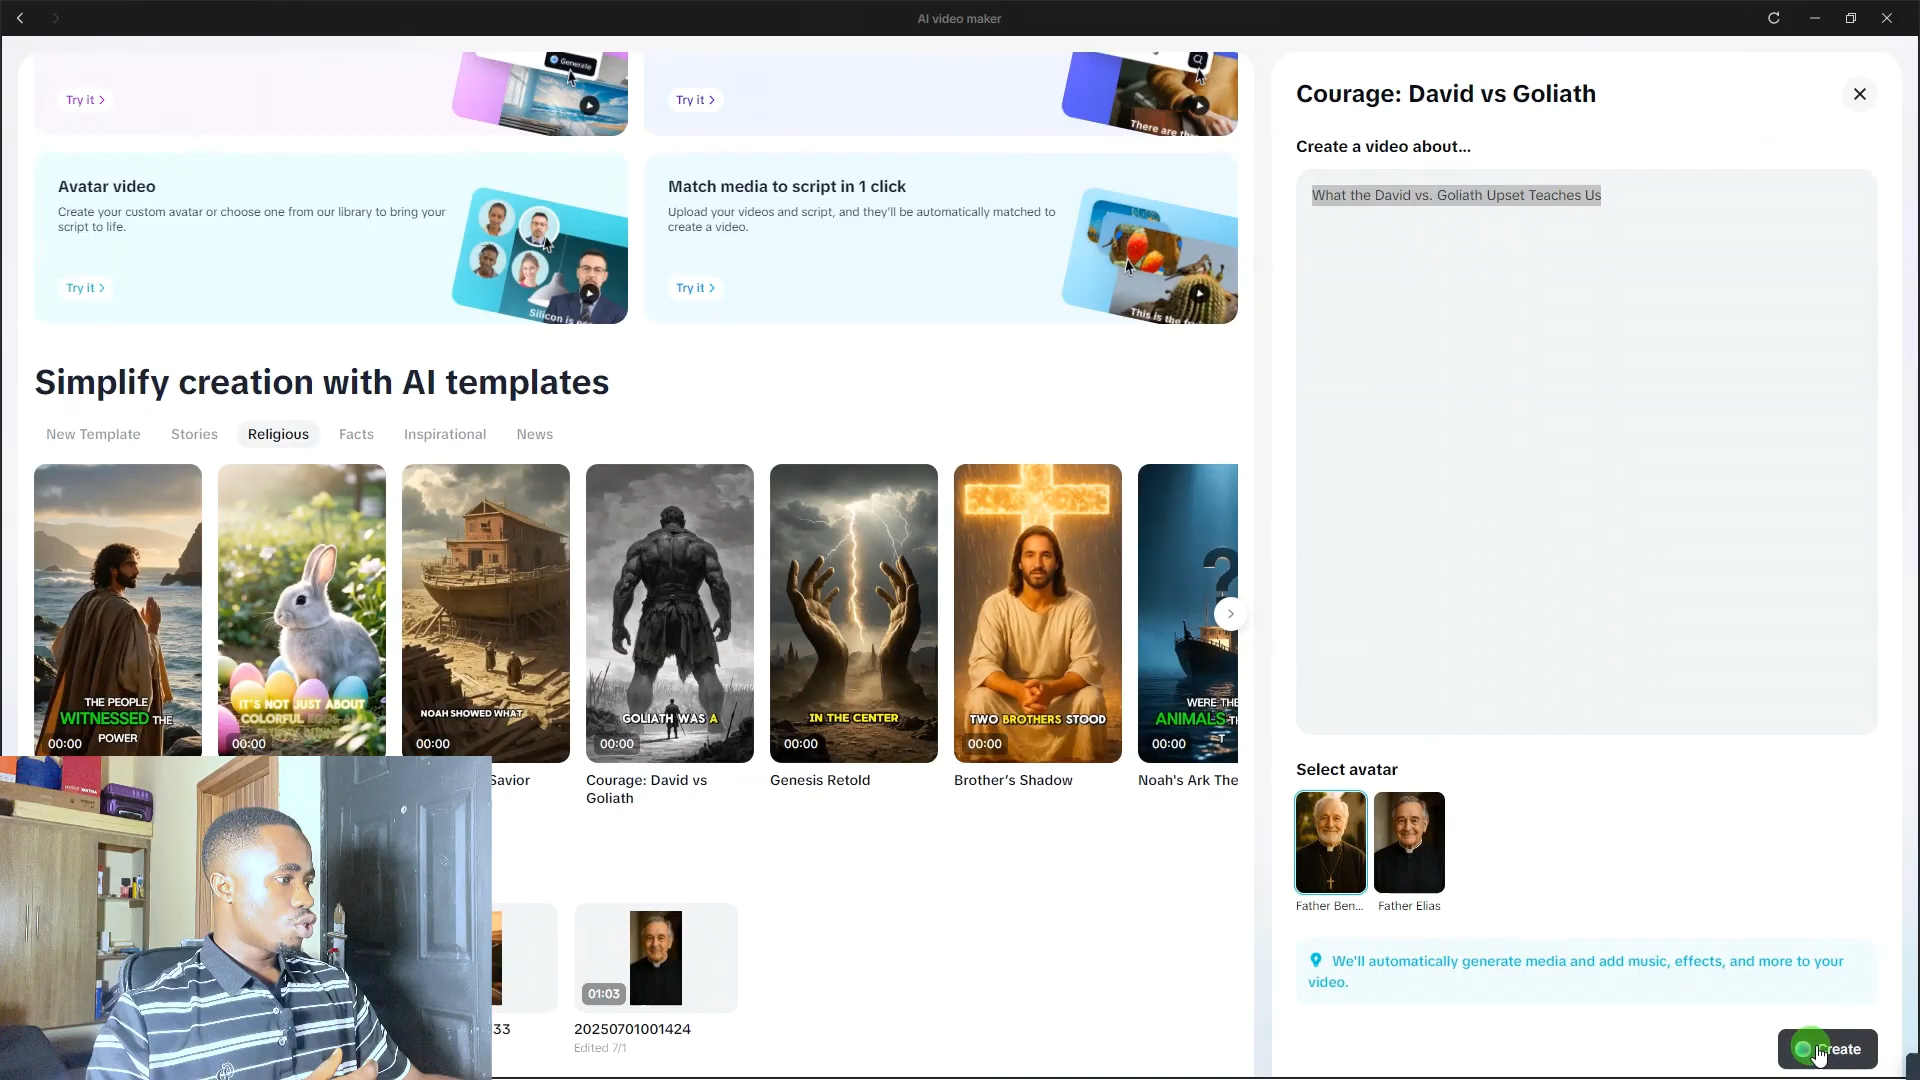 AI video maker
Generate
Try it >
Try it >
Avatar video
Create your custom avatar or choose one from our library to bring your
script to life.
Try it >
Silicon is
Match media to script in 1 click
Upload your videos and script, and they'll be automatically matched to
create a video.
Try it >
This is the
There are
Simplify creation with AI templates
New Template
Stories
Religious
Facts
Inspirational
News
THE PEOPLE
WITNESSED THE
POWER
00:00
IT'S NOT JUST ABOUT
COLORFUL
00:00
NOAH SHOWED WHAT
00:00
GOLIATH WAS A
00:00
IN THE CENTER
00:00
TWO BROTHERS STOOD
00:00
WERE THE
ANIMALS
00:00
Savior
Courage: David vs
Goliath
Genesis Retold
Brother's Shadow
Noah's Ark The
33
01:03
20250701001424
Edited 7/1
Courage: David vs Goliath
Create a video about...
What the David vs. Goliath Upset Teaches Us
Select avatar
Father Ben...
Father Elias
We'll automatically generate media and add music, effects, and more to your
video.
Create